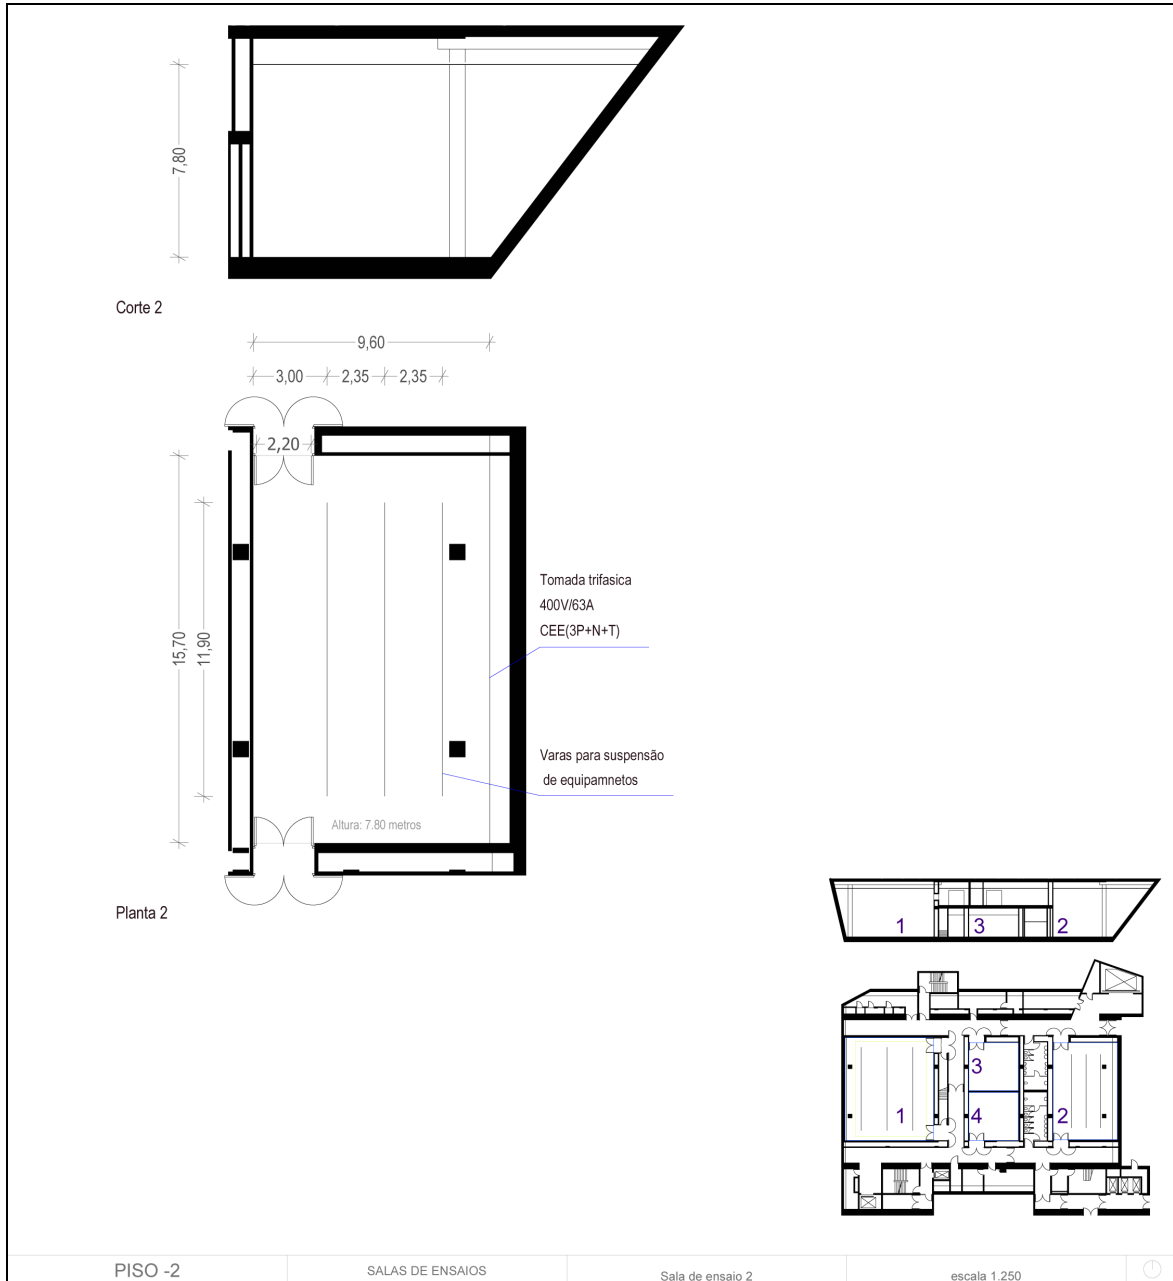 7,80
Corte 2
9,60
3,00
2,35
2,35
2,20
15,70
11,90
Tomada trifasica
400V/63A
CEE(3P+N+T)
Varas para suspensão
de equipamnetos
Altura: 7.80 metros
Planta 2
1
3
2
3
1
4
2
PISO -2
SALAS DE ENSAIOS
Sala de ensaio 2
escala 1.250